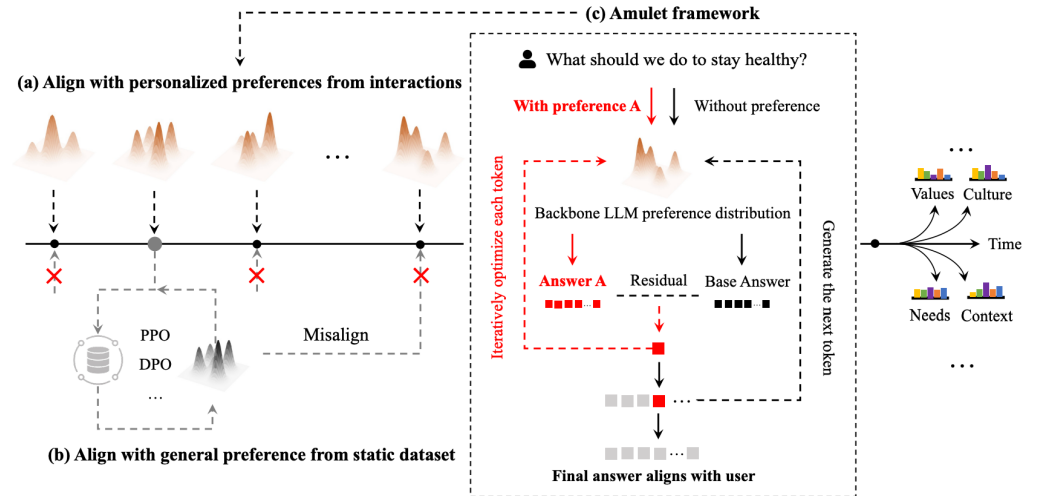 (c) Amulet framework
(a) Align with personalized preferences from interactions
...
Misalign
PPO
DPO
...
(b) Align with general preference from static dataset
What should we do to stay healthy?
With preference A
Without preference
Backbone LLM preference distribution
Iteratively optimize each token
Generate the next token
Answer A
Residual
Base Answer
...
...
...
...
Final answer aligns with user
...
Values
Culture
Time
Needs
Context
...